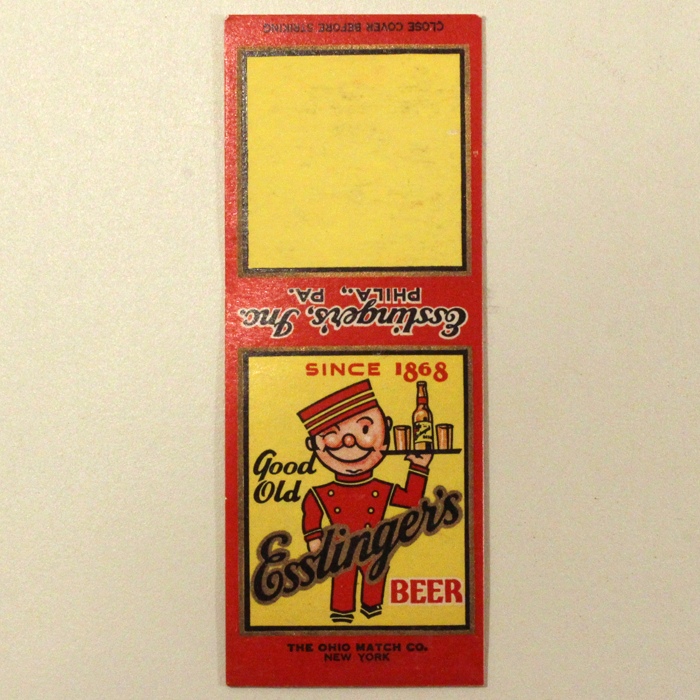 CLOSE COVER BEFORE STRIKING
Esslinger's, Inc.
PHILA., PA.
SINCE 1868
Good
Old
Esslinger's
BEER
THE OHIO MATCH CO.
NEW YORK